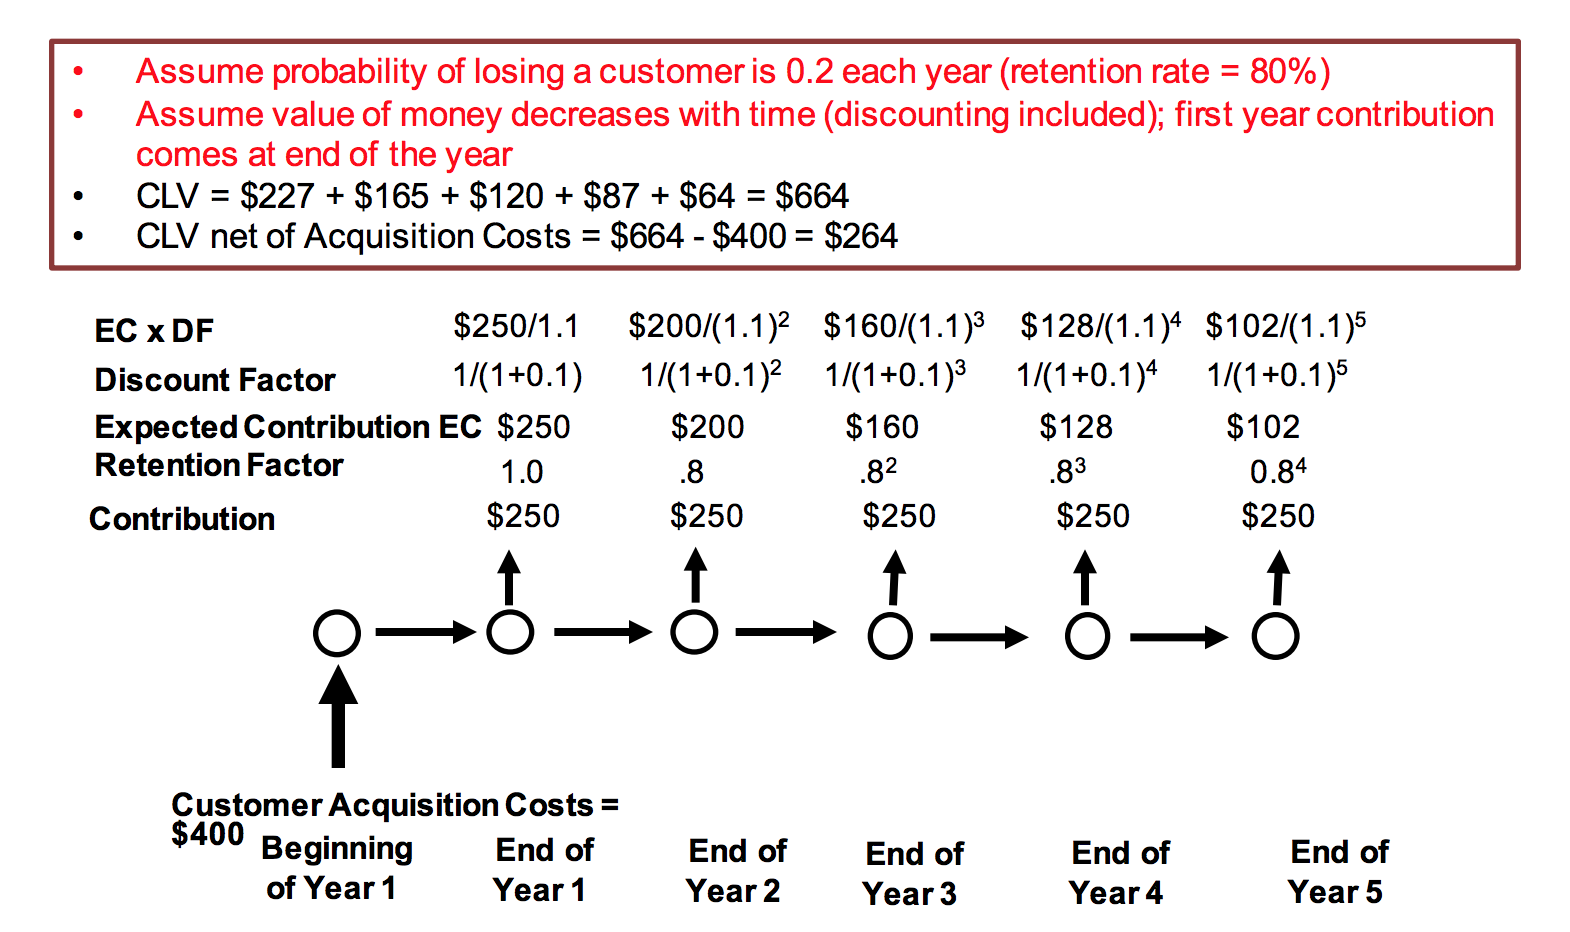 • Assume probability of losing a customer is 0.2 each year (retention rate = 80%)
• Assume value of money decreases with time (discounting included); first year contribution
comes at end of the year
• CLV = $227 + $165 + $120 + $87 + $64 = $664
• CLV net of Acquisition Costs = $664 - $400 = $264
EC x DF $250/1.1 $200/(1.1)² $160/(1.1)³ $128/(1.1)⁴ $102/(1.1)⁵
Discount Factor 1/(1+0.1) 1/(1+0.1)² 1/(1+0.1)³ 1/(1+0.1)⁴ 1/(1+0.1)⁵
Expected Contribution EC $250 $200 $160 $128 $102
Retention Factor 1.0 .8 .8² .8³ 0.8⁴
Contribution $250 $250 $250 $250 $250
Customer Acquisition Costs =
$400
Beginning
of Year 1
End of
Year 1
End of
Year 2
End of
Year 3
End of
Year 4
End of
Year 5